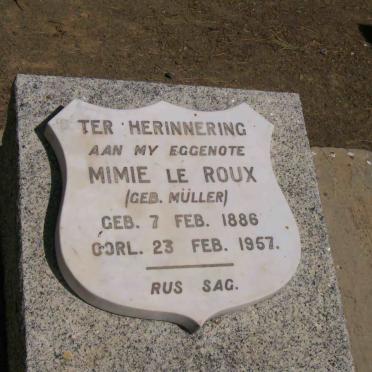 TER HERINNERING
AAN MY EGGENOTE
MIMIE LE ROUX
(GEB. MÜLLER)
GEB. 7 FEB. 1886
OORL. 23 FEB. 1957.
RUS SAG.